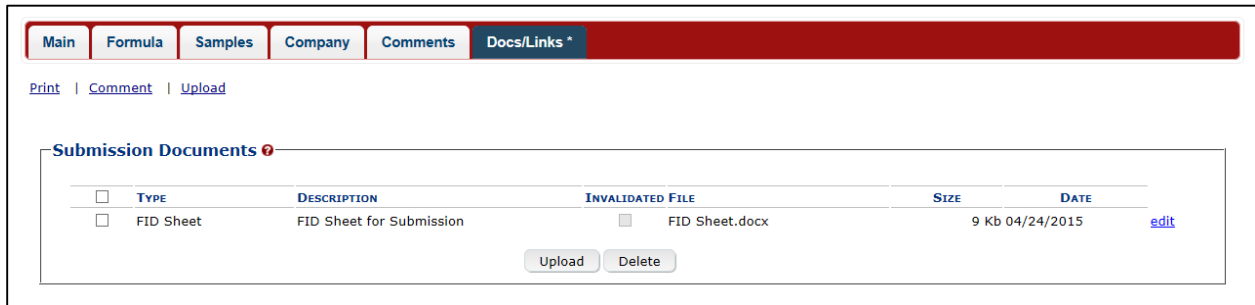 Main Formula Samples Company Comments Docs/Links *
Print | Comment | Upload
Submission Documents ?
TYPE DESCRIPTION INVALIDATED FILE SIZE DATE
FID Sheet FID Sheet for Submission FID Sheet.docx 9 Kb 04/24/2015 edit
Upload Delete